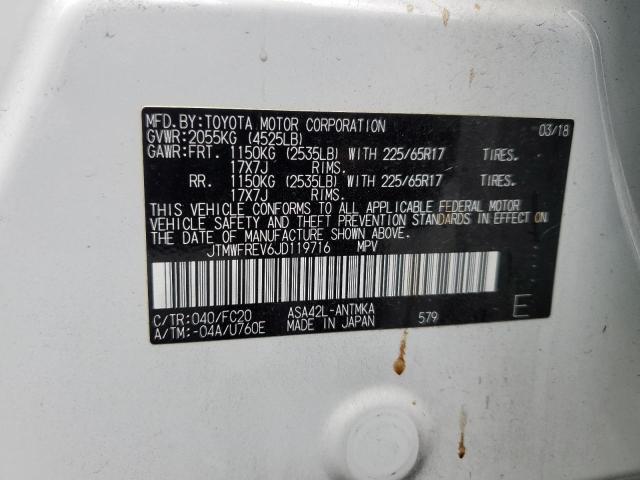 MFD.BY:TOYOTA MOTOR CORPORATION 03/18
GVWR:2055KG (4525LB)
GAWR:FRT. 1150KG (2535LB) WITH 225/65R17 TIRES.
17X7J RIMS.
RR. 1150KG (2535LB) WITH 225/65R17 TIRES.
17X7J RIMS.
THIS VEHICLE CONFORMS TO ALL APPLICABLE FEDERAL MOTOR
VEHICLE SAFETY AND THEFT PREVENTION STANDARDS IN EFFECT ON
THE DATE OF MANUFACTURE SHOWN ABOVE.
JTMWFREV6JD119716 MPV
C/TR:040/FC20 ASA42L-ANTMKA
A/TM:-04A/U760E MADE IN JAPAN 579 E